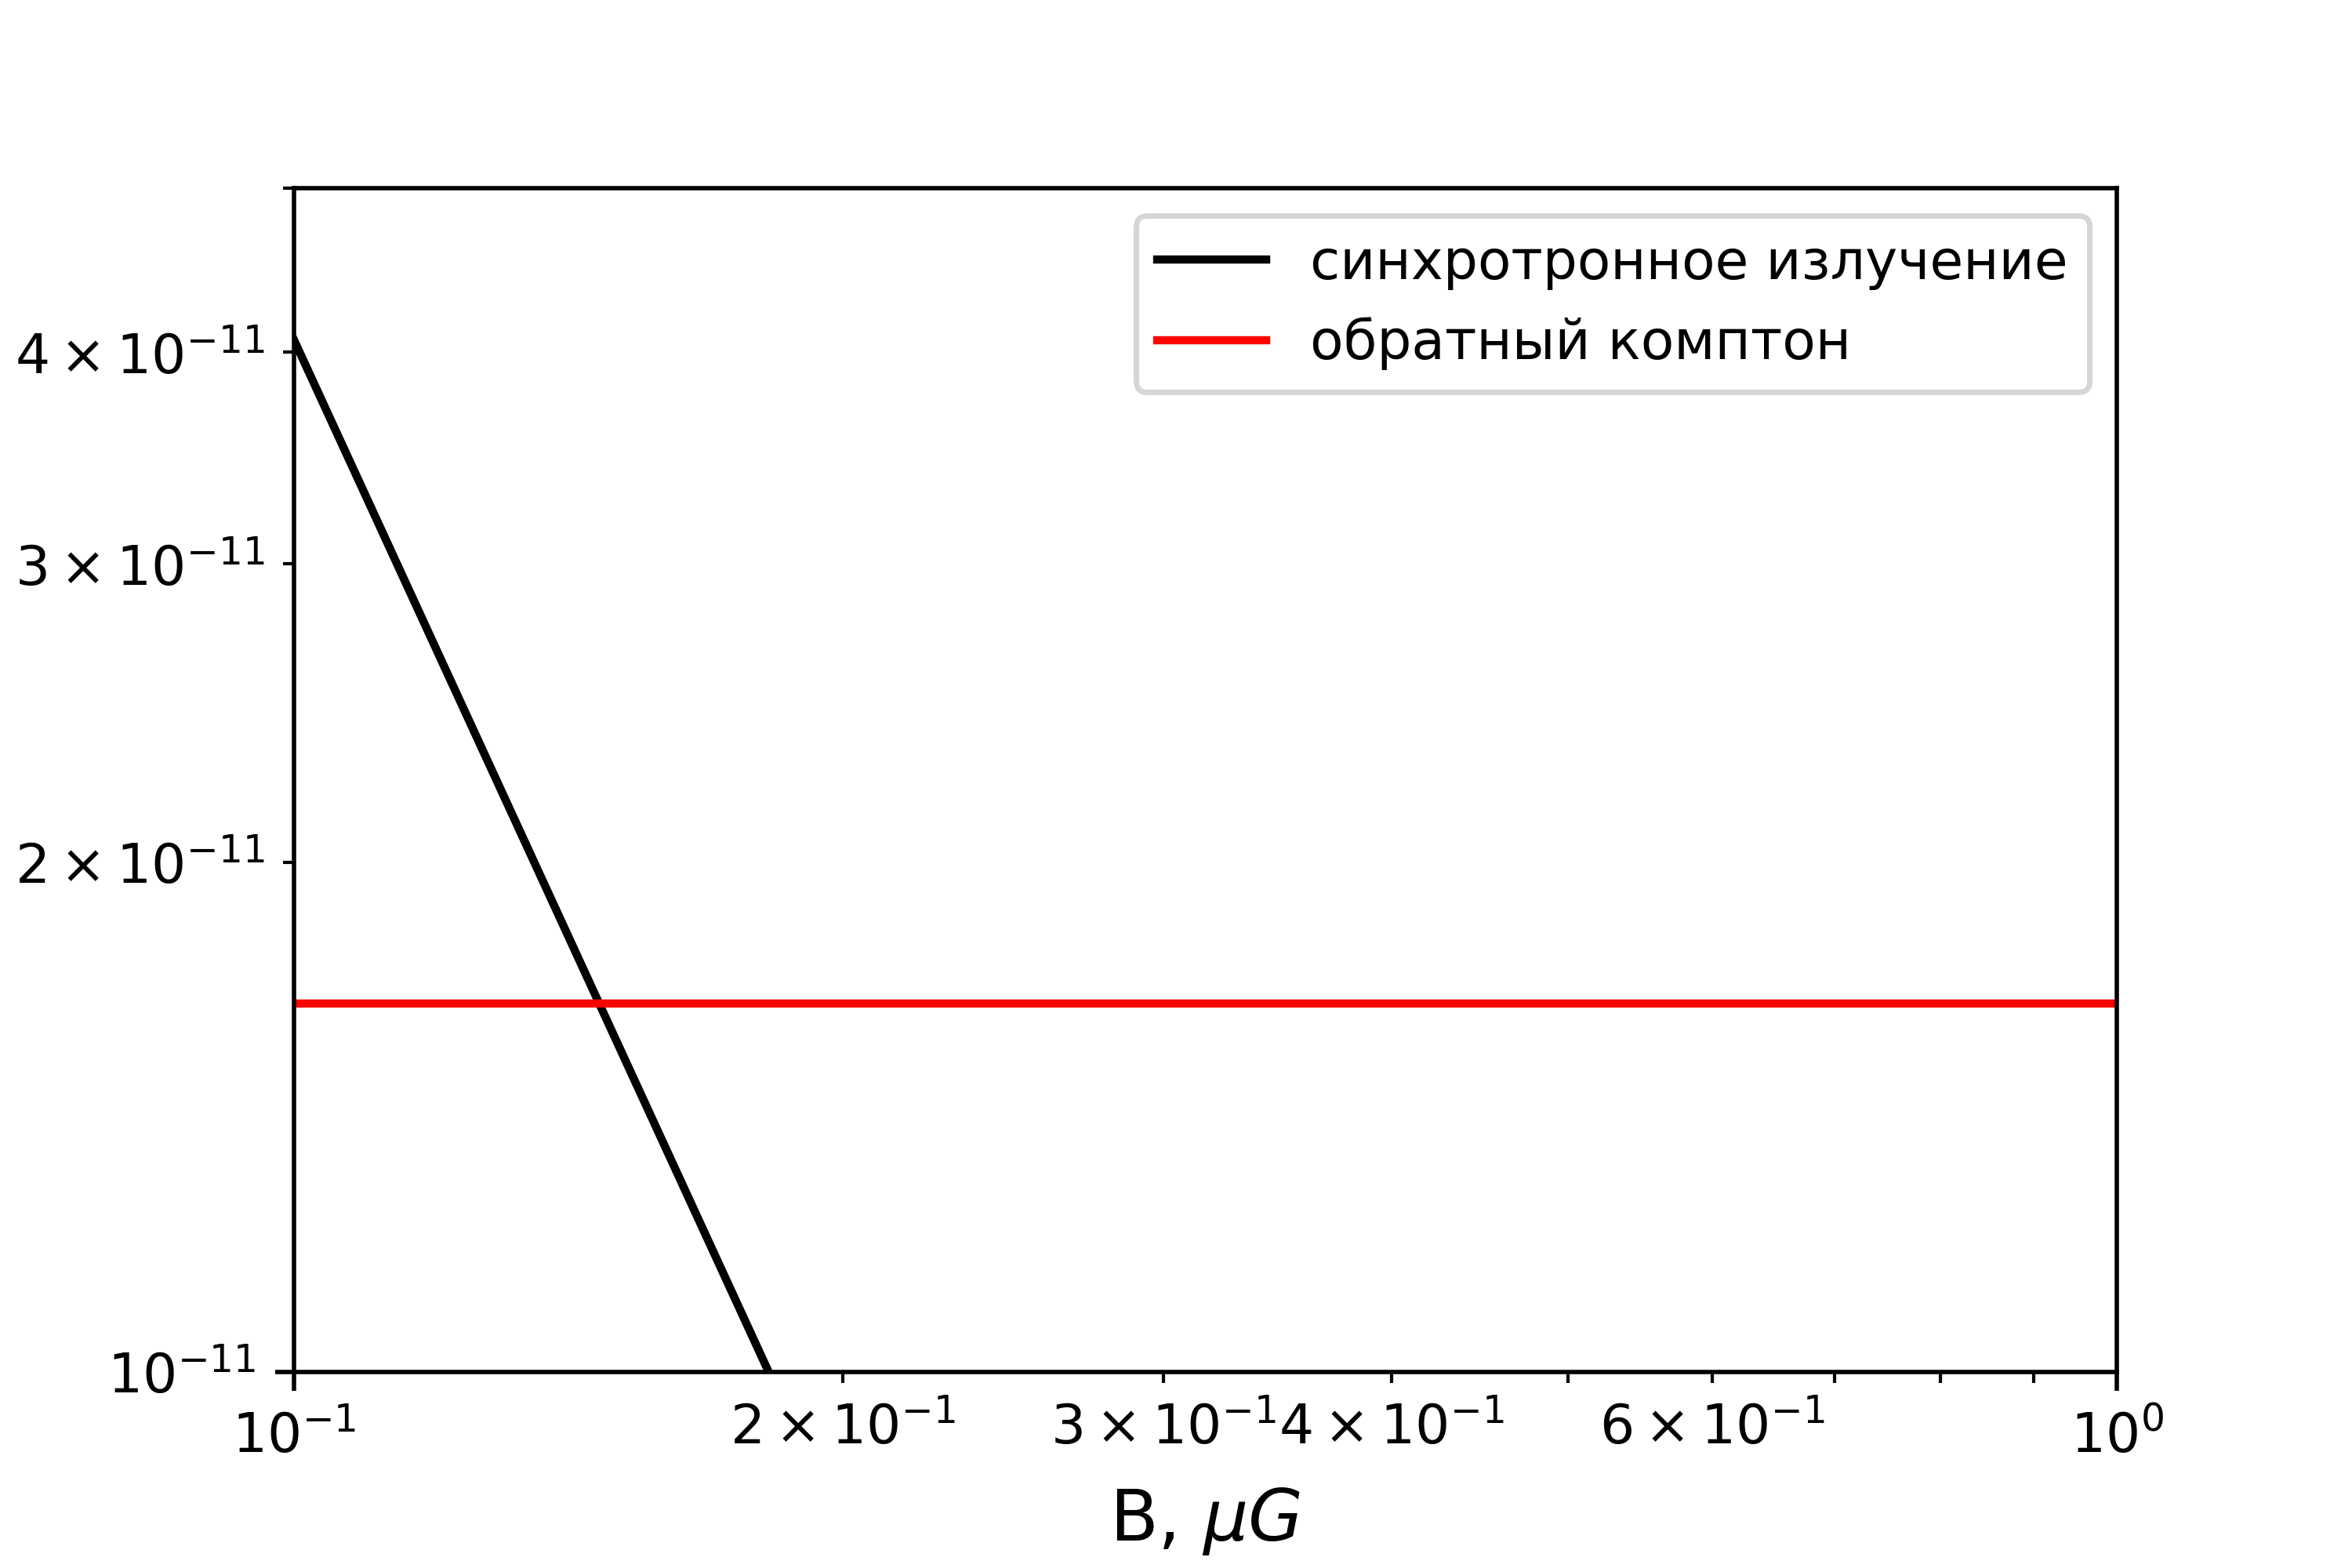 синхротронное излучение
обратный комптон
4 × 10⁻¹¹
3 × 10⁻¹¹
2 × 10⁻¹¹
10⁻¹¹
10⁻¹ 2 × 10⁻¹ 3 × 10⁻¹ 4 × 10⁻¹ 6 × 10⁻¹ 10⁰
B, μG